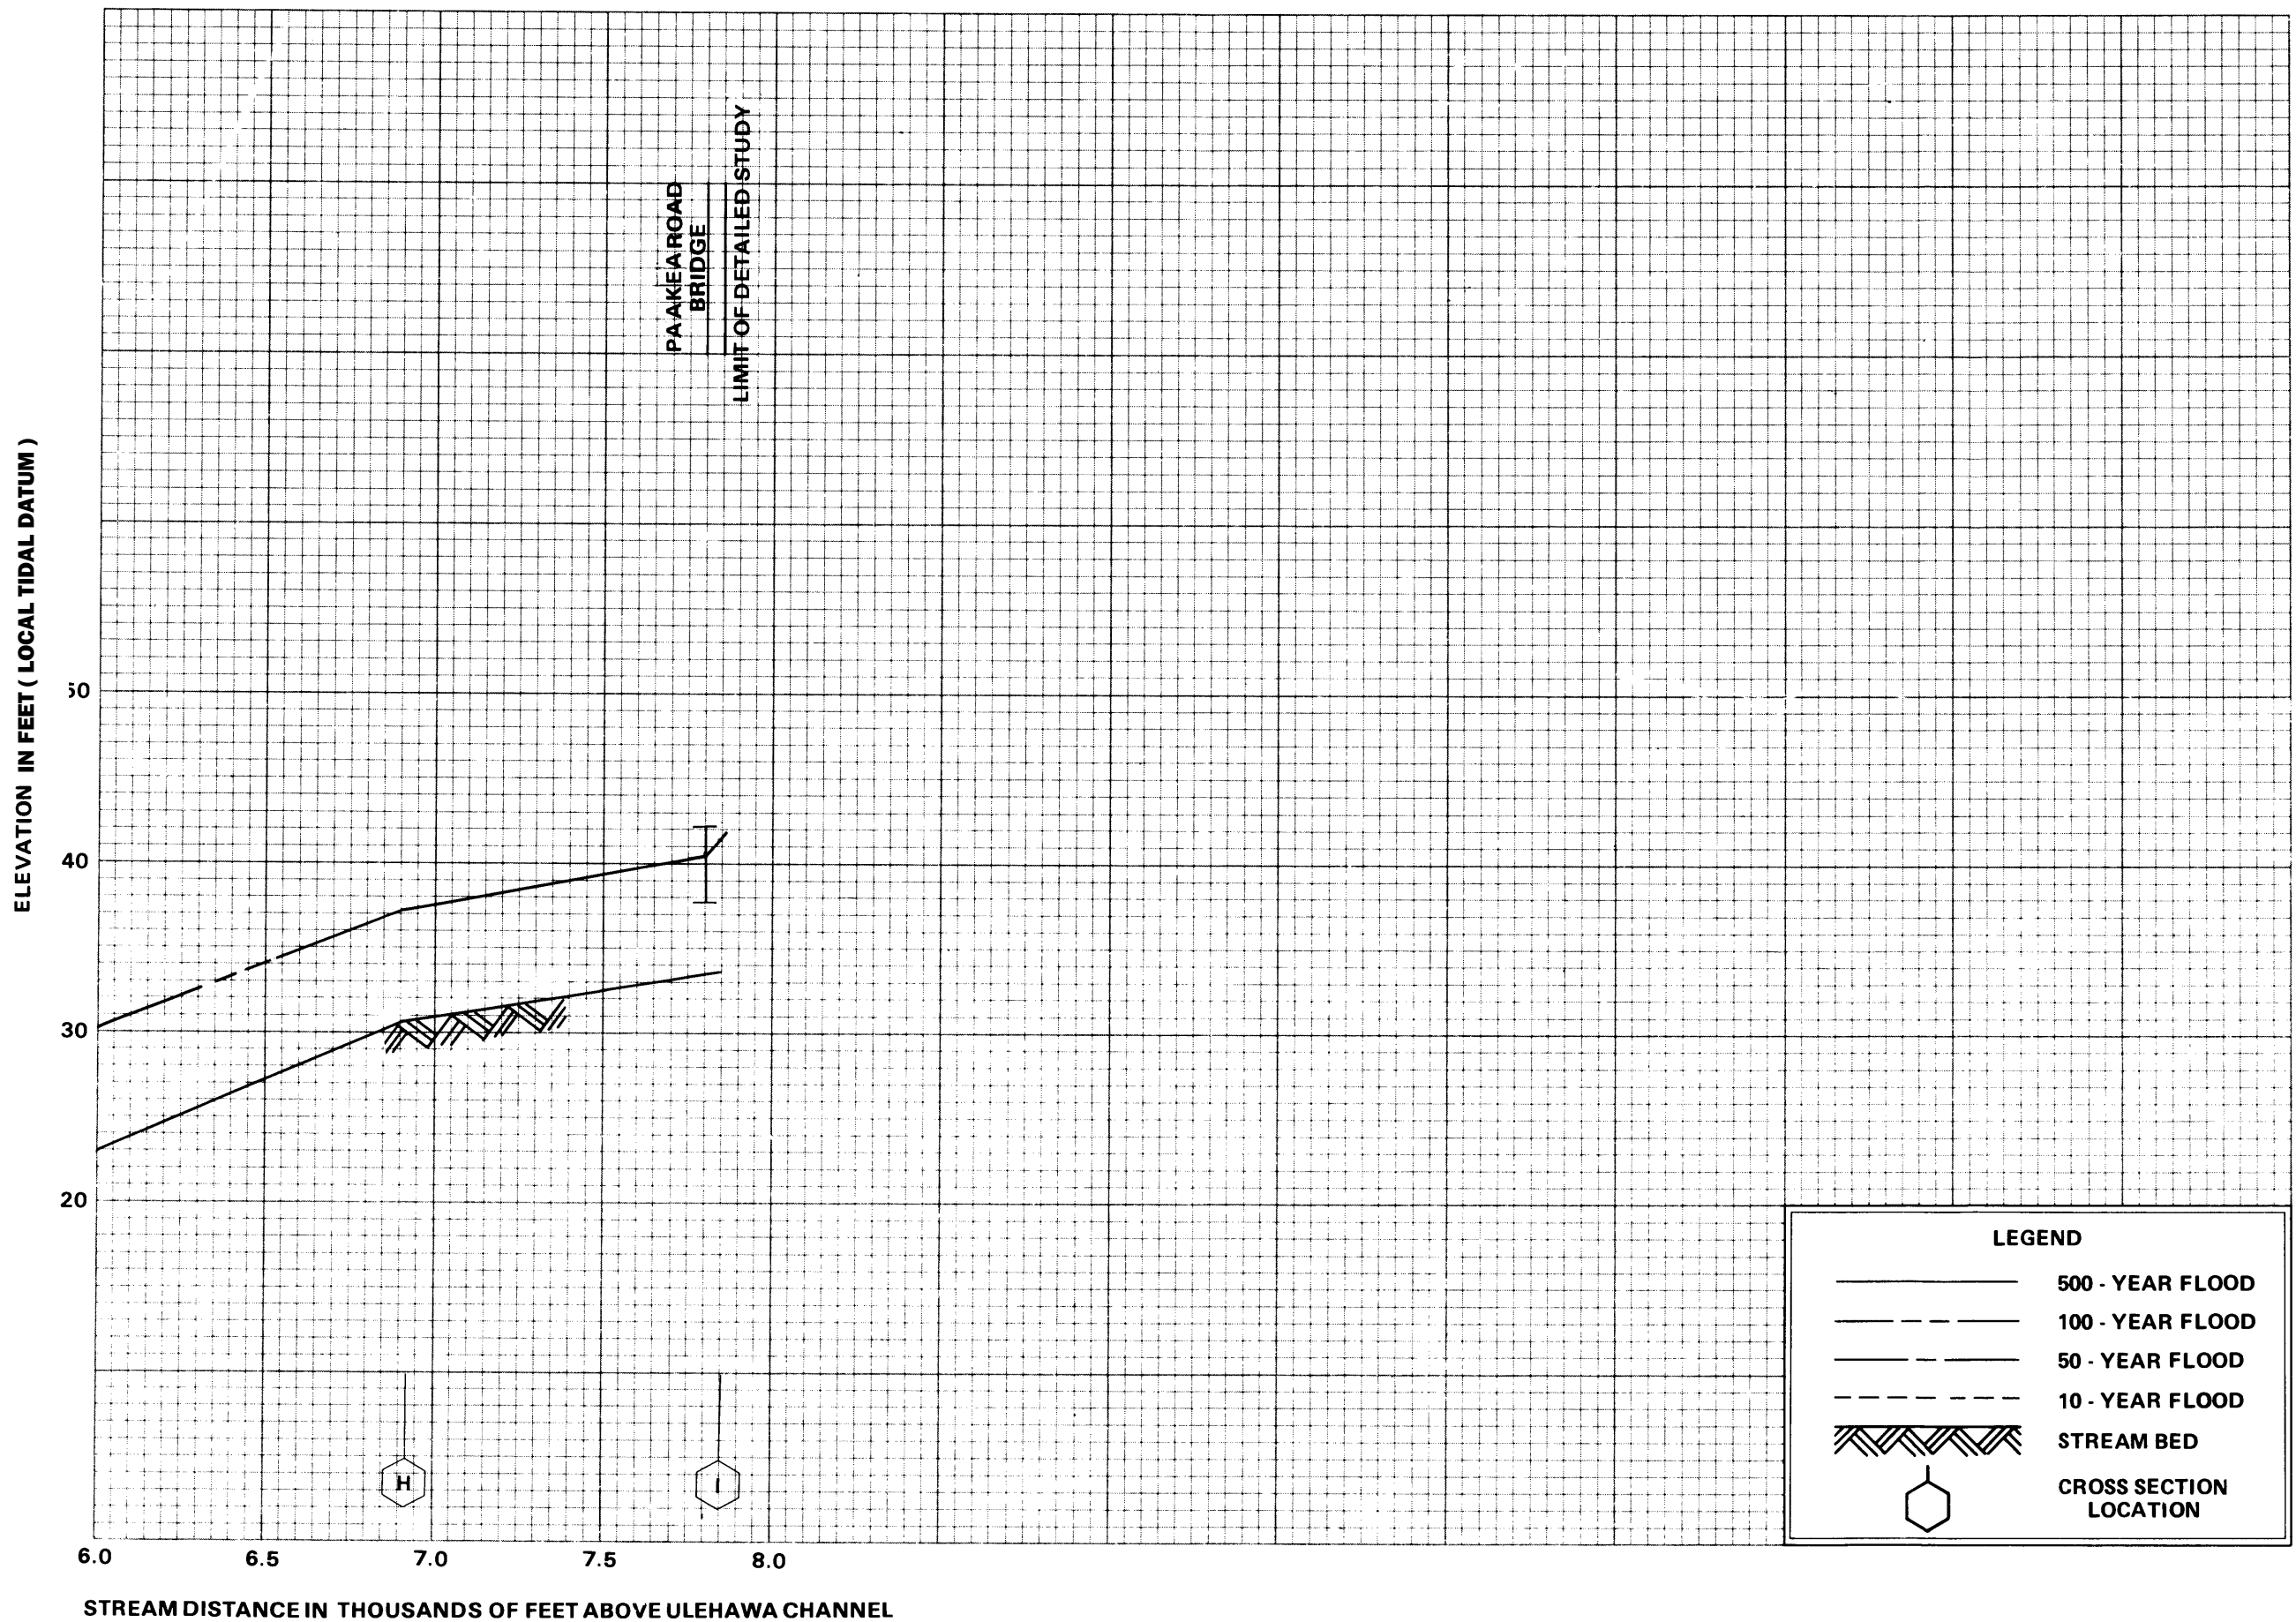 PAAKEA ROAD
BRIDGE
LIMIT OF DETAILED STUDY
ELEVATION IN FEET ( LOCAL TIDAL DATUM )
50
40
30
20
H
I
6.0
6.5
7.0
7.5
8.0
STREAM DISTANCE IN THOUSANDS OF FEET ABOVE ULEHAWA CHANNEL
LEGEND
500 - YEAR FLOOD
100 - YEAR FLOOD
50 - YEAR FLOOD
10 - YEAR FLOOD
STREAM BED
CROSS SECTION
LOCATION